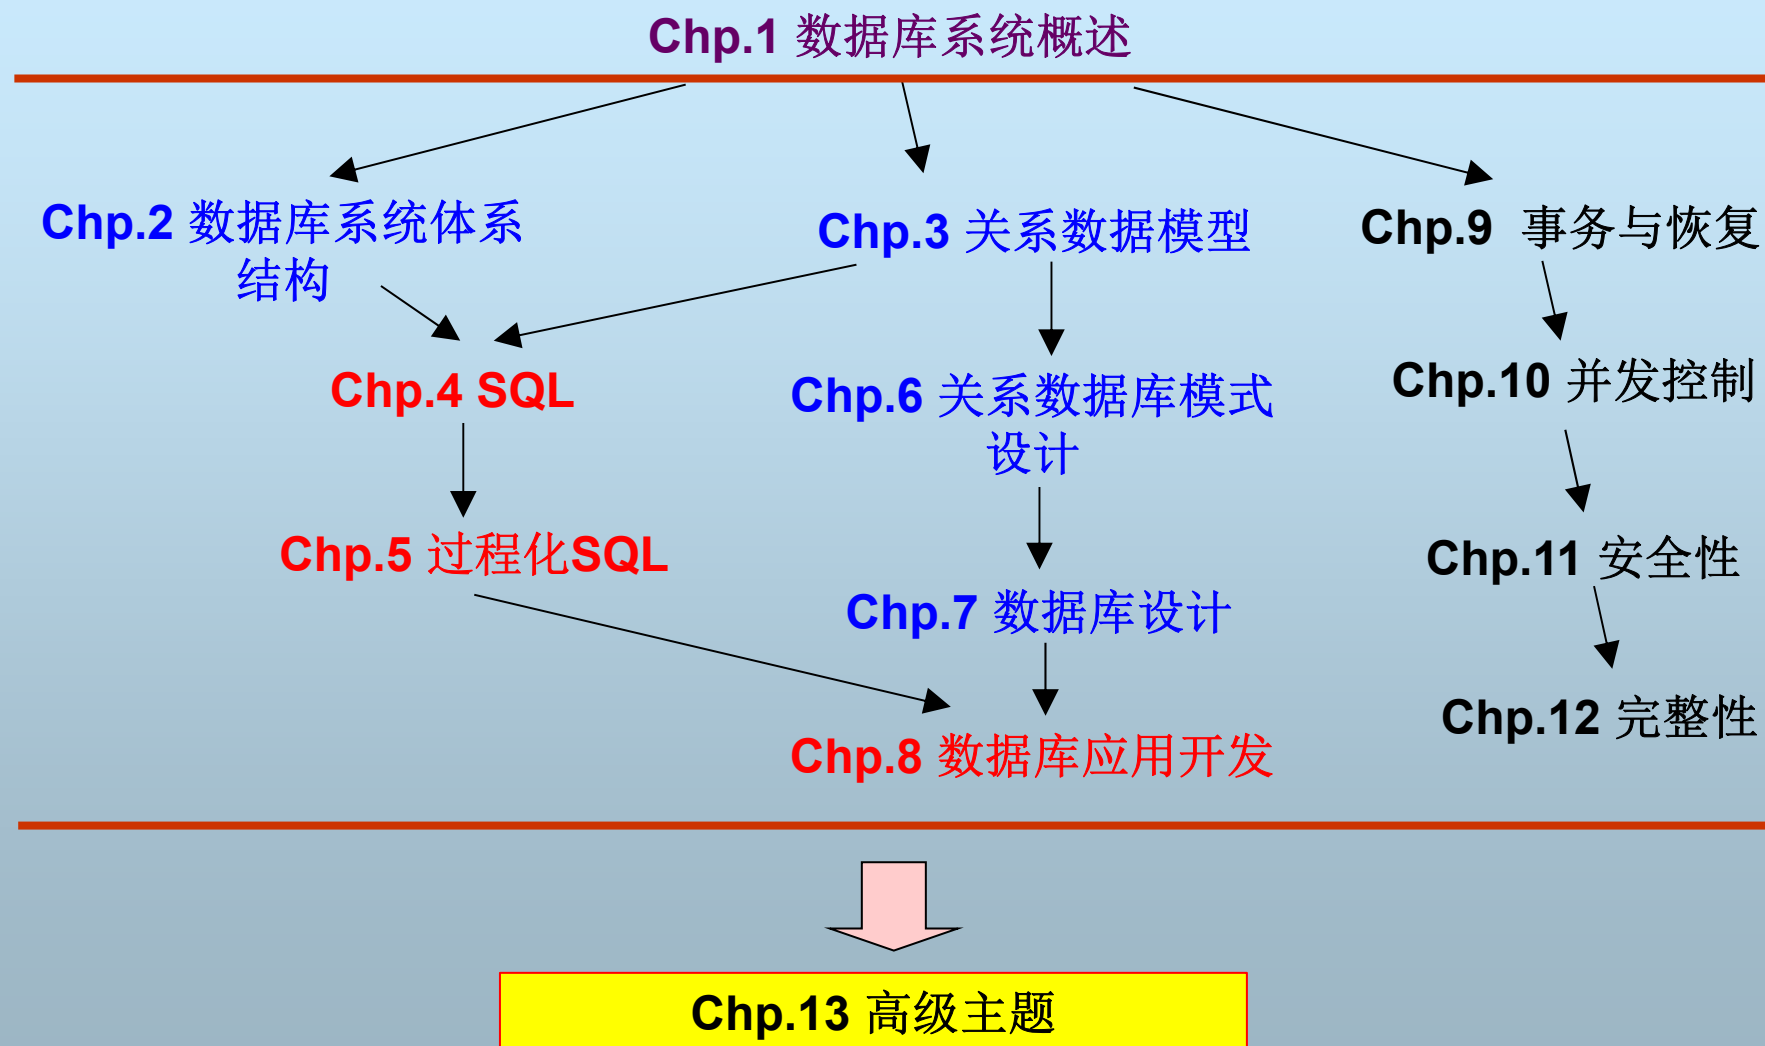 Chp.1 数据库系统概述
Chp.2 数据库系统体系
结构
Chp.3 关系数据模型
Chp.9 事务与恢复
Chp.4 SQL
Chp.6 关系数据库模式
设计
Chp.10 并发控制
Chp.5 过程化SQL
Chp.11 安全性
Chp.7 数据库设计
Chp.12 完整性
Chp.8 数据库应用开发
Chp.13 高级主题